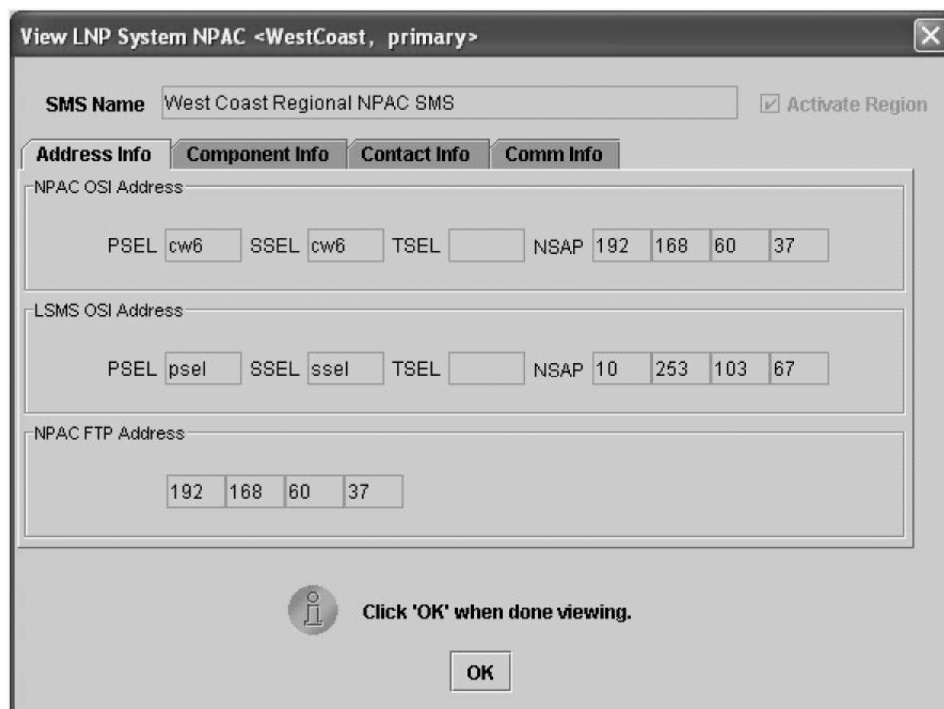 View LNP System NPAC <WestCoast, primary>
SMS Name West Coast Regional NPAC SMS Activate Region
Address Info Component Info Contact Info Comm Info
NPAC OSI Address
PSEL cw6 SSEL cw6 TSEL NSAP 192 168 60 37
LSMS OSI Address
PSEL psel SSEL ssel TSEL NSAP 10 253 103 67
NPAC FTP Address
192 168 60 37
Click 'OK' when done viewing.
OK